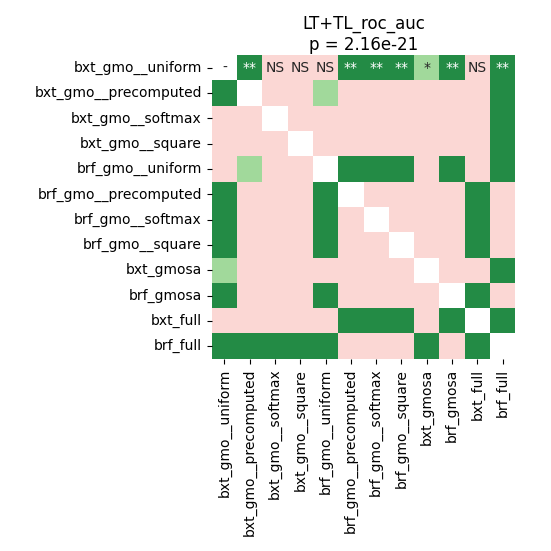 LT+TL_roc_auc
p = 2.16e-21
bxt_gmo__uniform - ** NS NS NS ** ** ** * ** NS **
bxt_gmo__precomputed
bxt_gmo__softmax
bxt_gmo__square
brf_gmo__uniform
brf_gmo__precomputed
brf_gmo__softmax
brf_gmo__square
bxt_gmosa
brf_gmosa
bxt_full
brf_full
bxt_gmo__uniform
bxt_gmo__precomputed
bxt_gmo__softmax
bxt_gmo__square
brf_gmo__uniform
brf_gmo__precomputed
brf_gmo__softmax
brf_gmo__square
bxt_gmosa
brf_gmosa
bxt_full
brf_full